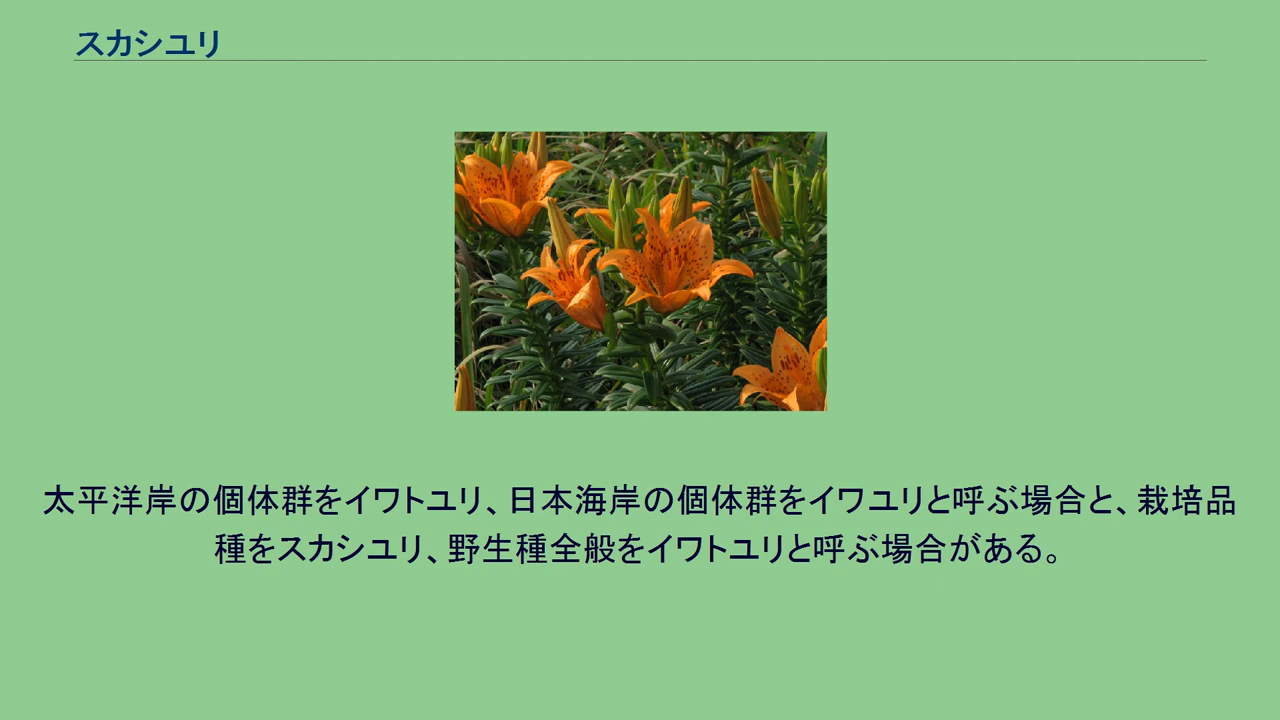 スカシユリ
太平洋岸の個体群をイワトユリ、日本海岸の個体群をイワユリと呼ぶ場合と、栽培品
種をスカシユリ、野生種全般をイワトユリと呼ぶ場合がある。